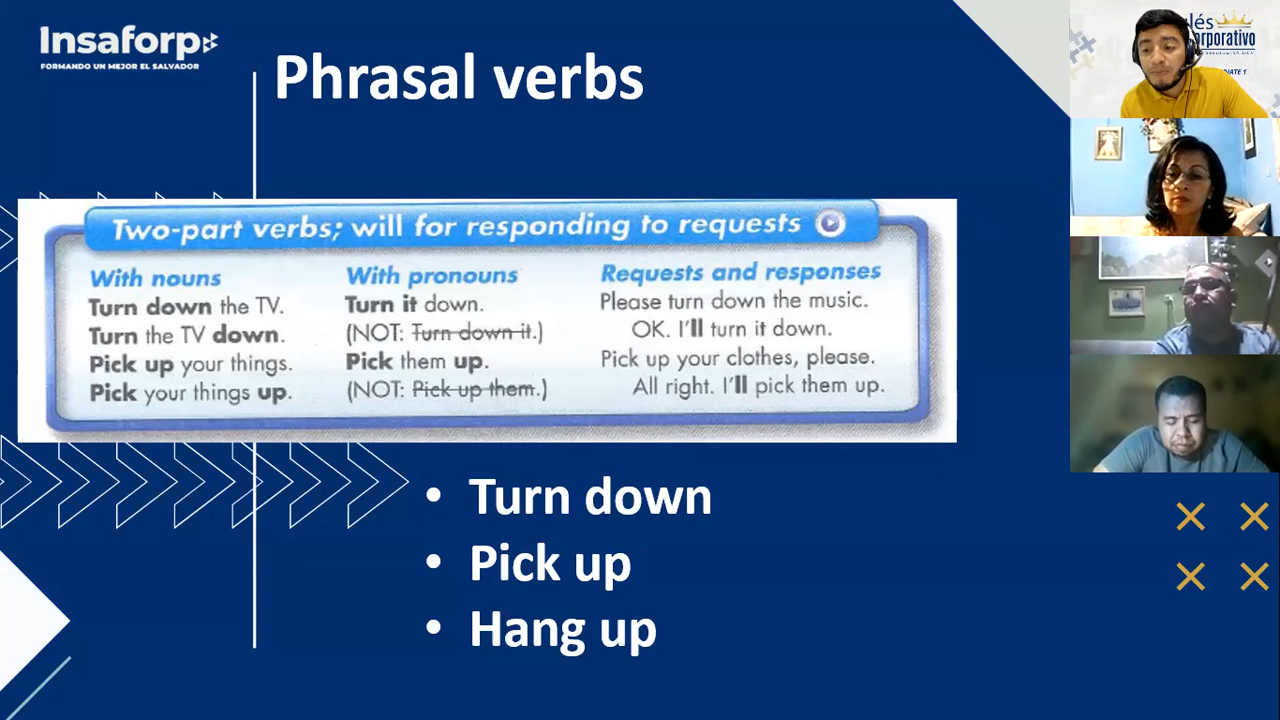 Insaforp
FORMANDO UN MEJOR EL SALVADOR
Phrasal verbs
Two-part verbs; will for responding to requests
With nouns
Turn down the TV.
Turn the TV down.
Pick up your things.
Pick your things up.
With pronouns
Turn it down.
(NOT: Turn down it.)
Pick them up.
(NOT: Pick up them.)
Requests and responses
Please turn down the music.
OK. I'll turn it down.
Pick up your clothes, please.
All right. I'll pick them up.
• Turn down
• Pick up
• Hang up
lés
rporativo